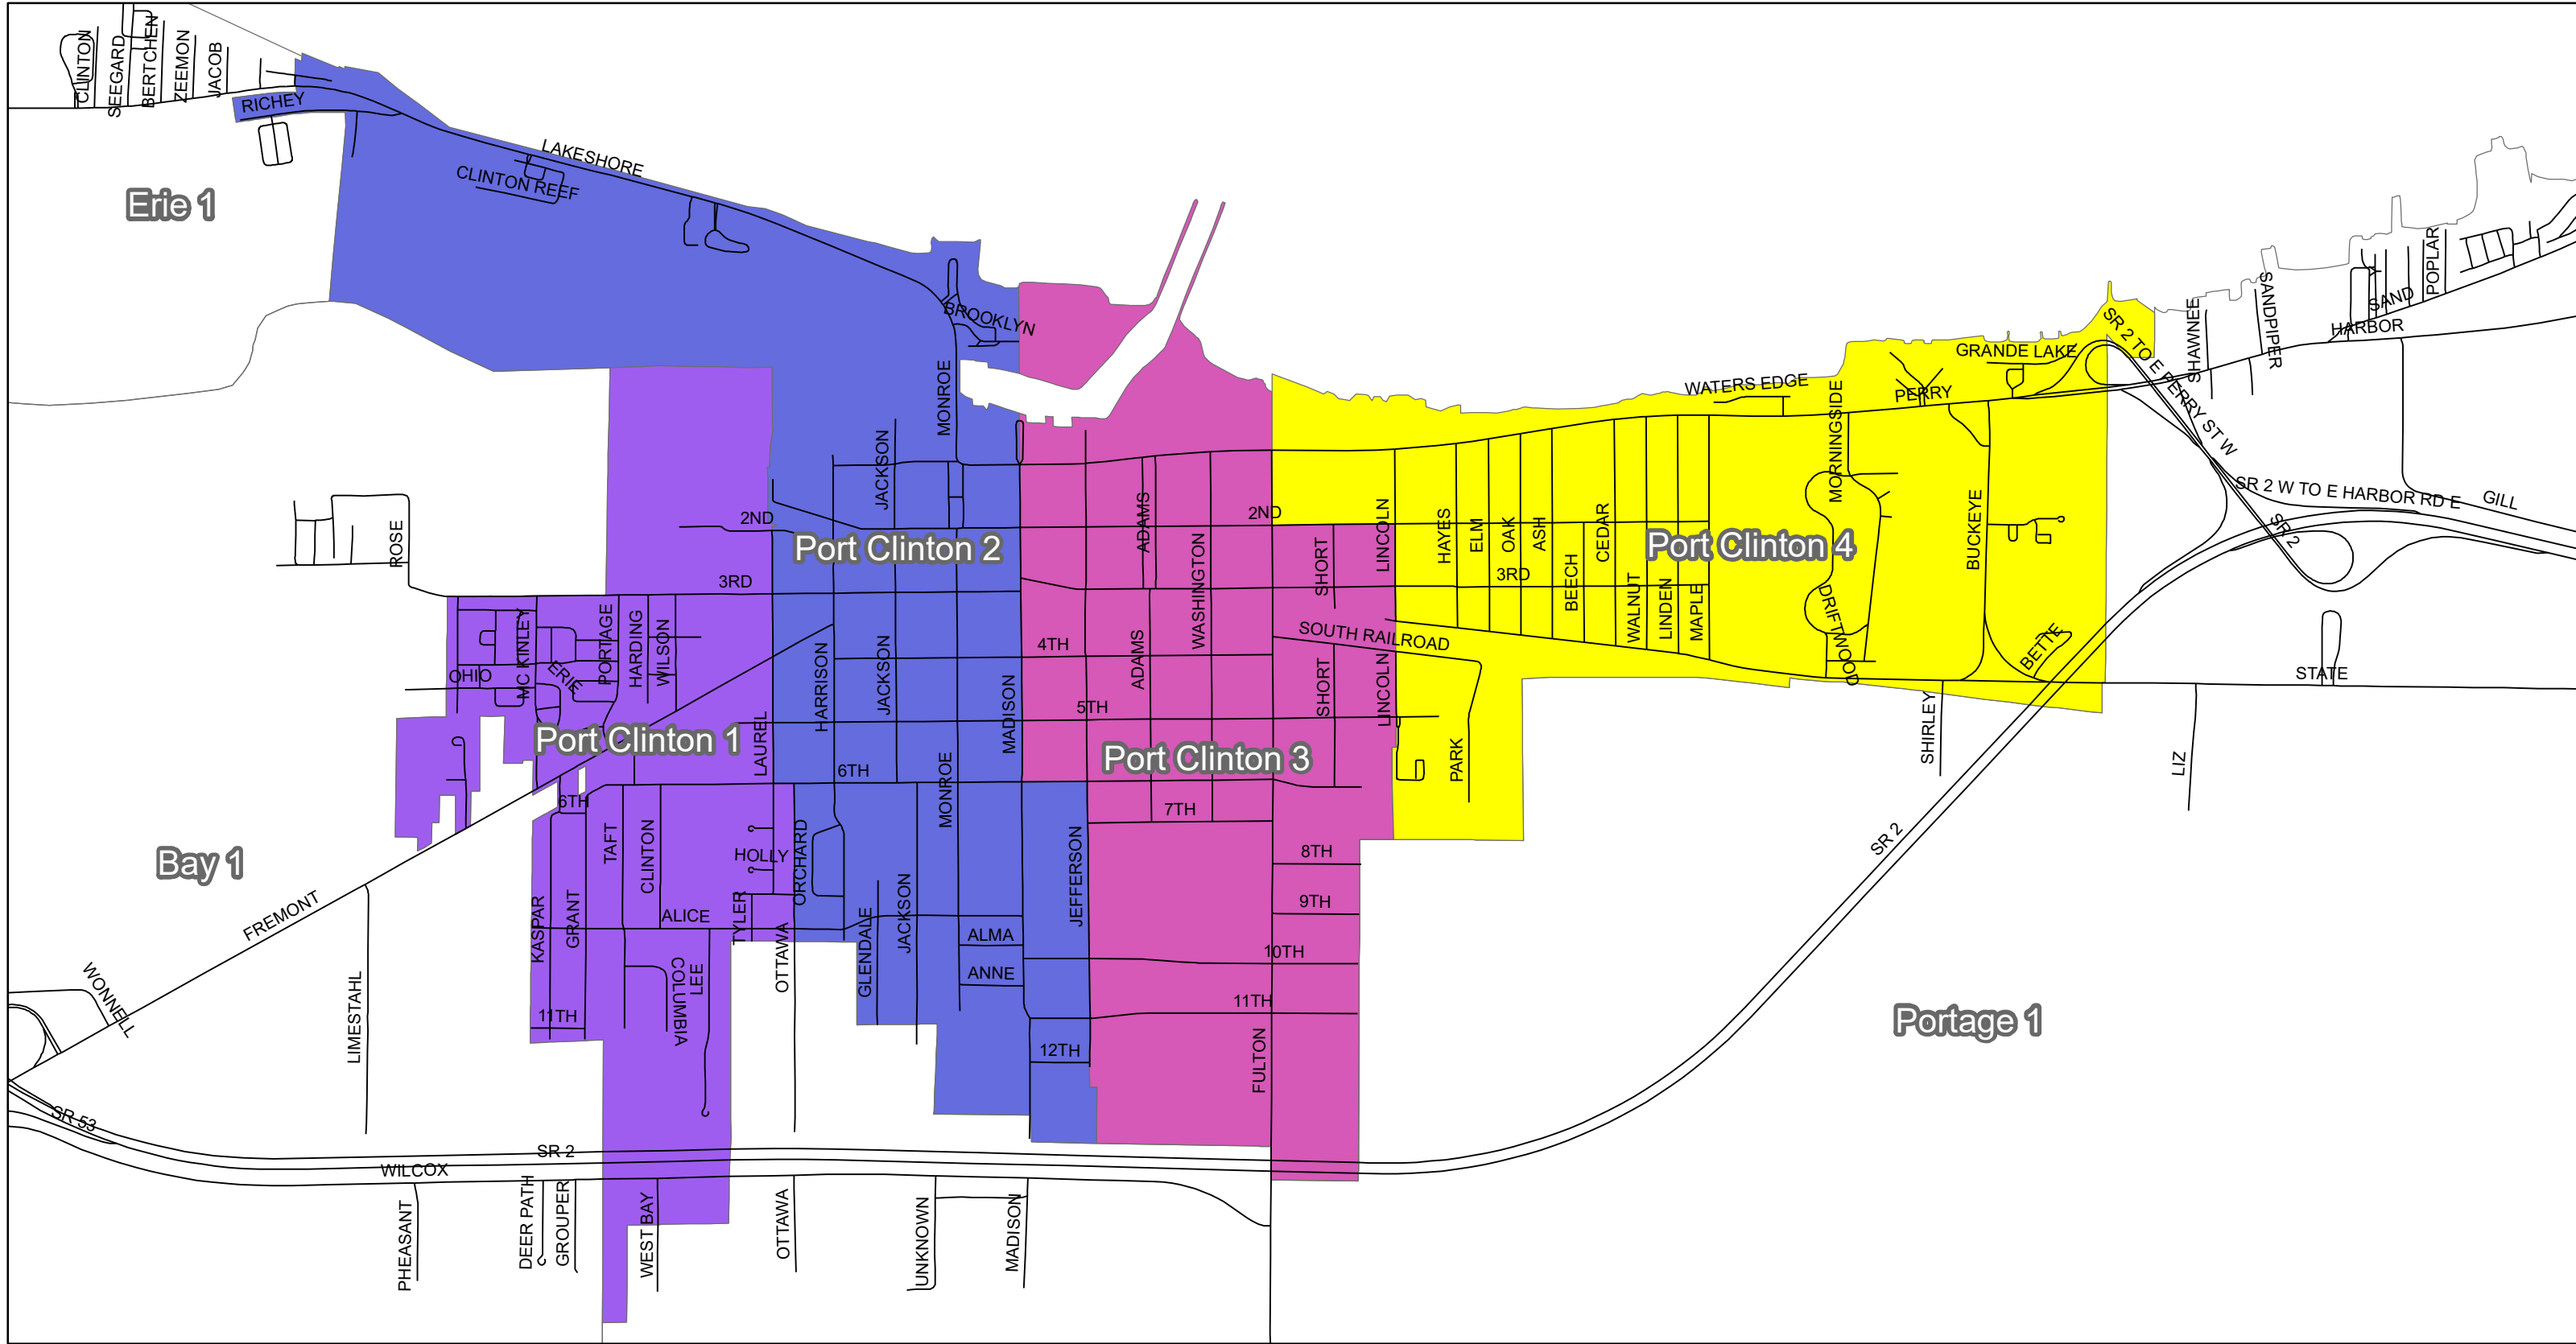 CLINTON
SEEGARD
BERTCHEN
ZEEMON
JACOB
RICHEY
LAKESHORE
CLINTON REEF
Erie 1
BROOKLYN
MONROE
JACKSON
ROSE
2ND
Port Clinton 2
3RD
ADAMS
WASHINGTON
2ND
SHORT
LINCOLN
HAYES
ELM
OAK
ASH
BEECH
CEDAR
3RD
WALNUT
LINDEN
MAPLE
Port Clinton 4
WATERS EDGE
MORNINGSIDE
PERRY
GRANDE LAKE
BUCKEYE
DRIFTWOOD
BETTE
SR 2 TO E PERRY ST W
SHAWNEE
SANDPIPER
SAND
POPLAR
HARBOR
SR 2 W TO E HARBOR RD E
GILL
SR 2
STATE
SHIRLEY
LIZ
MC KINLEY
PORTAGE
HARDING
WILSON
OHIO
ERIE
Port Clinton 1
LAUREL
HARRISON
JACKSON
MADISON
4TH
ADAMS
5TH
SOUTH RAILROAD
SHORT
LINCOLN
PARK
Port Clinton 3
6TH
6TH
MONROE
7TH
TAFT
CLINTON
HOLLY
ORCHARD
JEFFERSON
8TH
Bay 1
FREMONT
KASPAR
GRANT
ALICE
TYLER
OTTAWA
GLENDALE
JACKSON
ALMA
ANNE
9TH
10TH
11TH
11TH
LEE
COLUMBIA
12TH
FULTON
SR 2
Portage 1
WONNELL
LIMESTAHL
SR 53
SR 2
WILCOX
PHEASANT
DEER PATH
GROUPER
WEST BAY
OTTAWA
UNKNOWN
MADISON